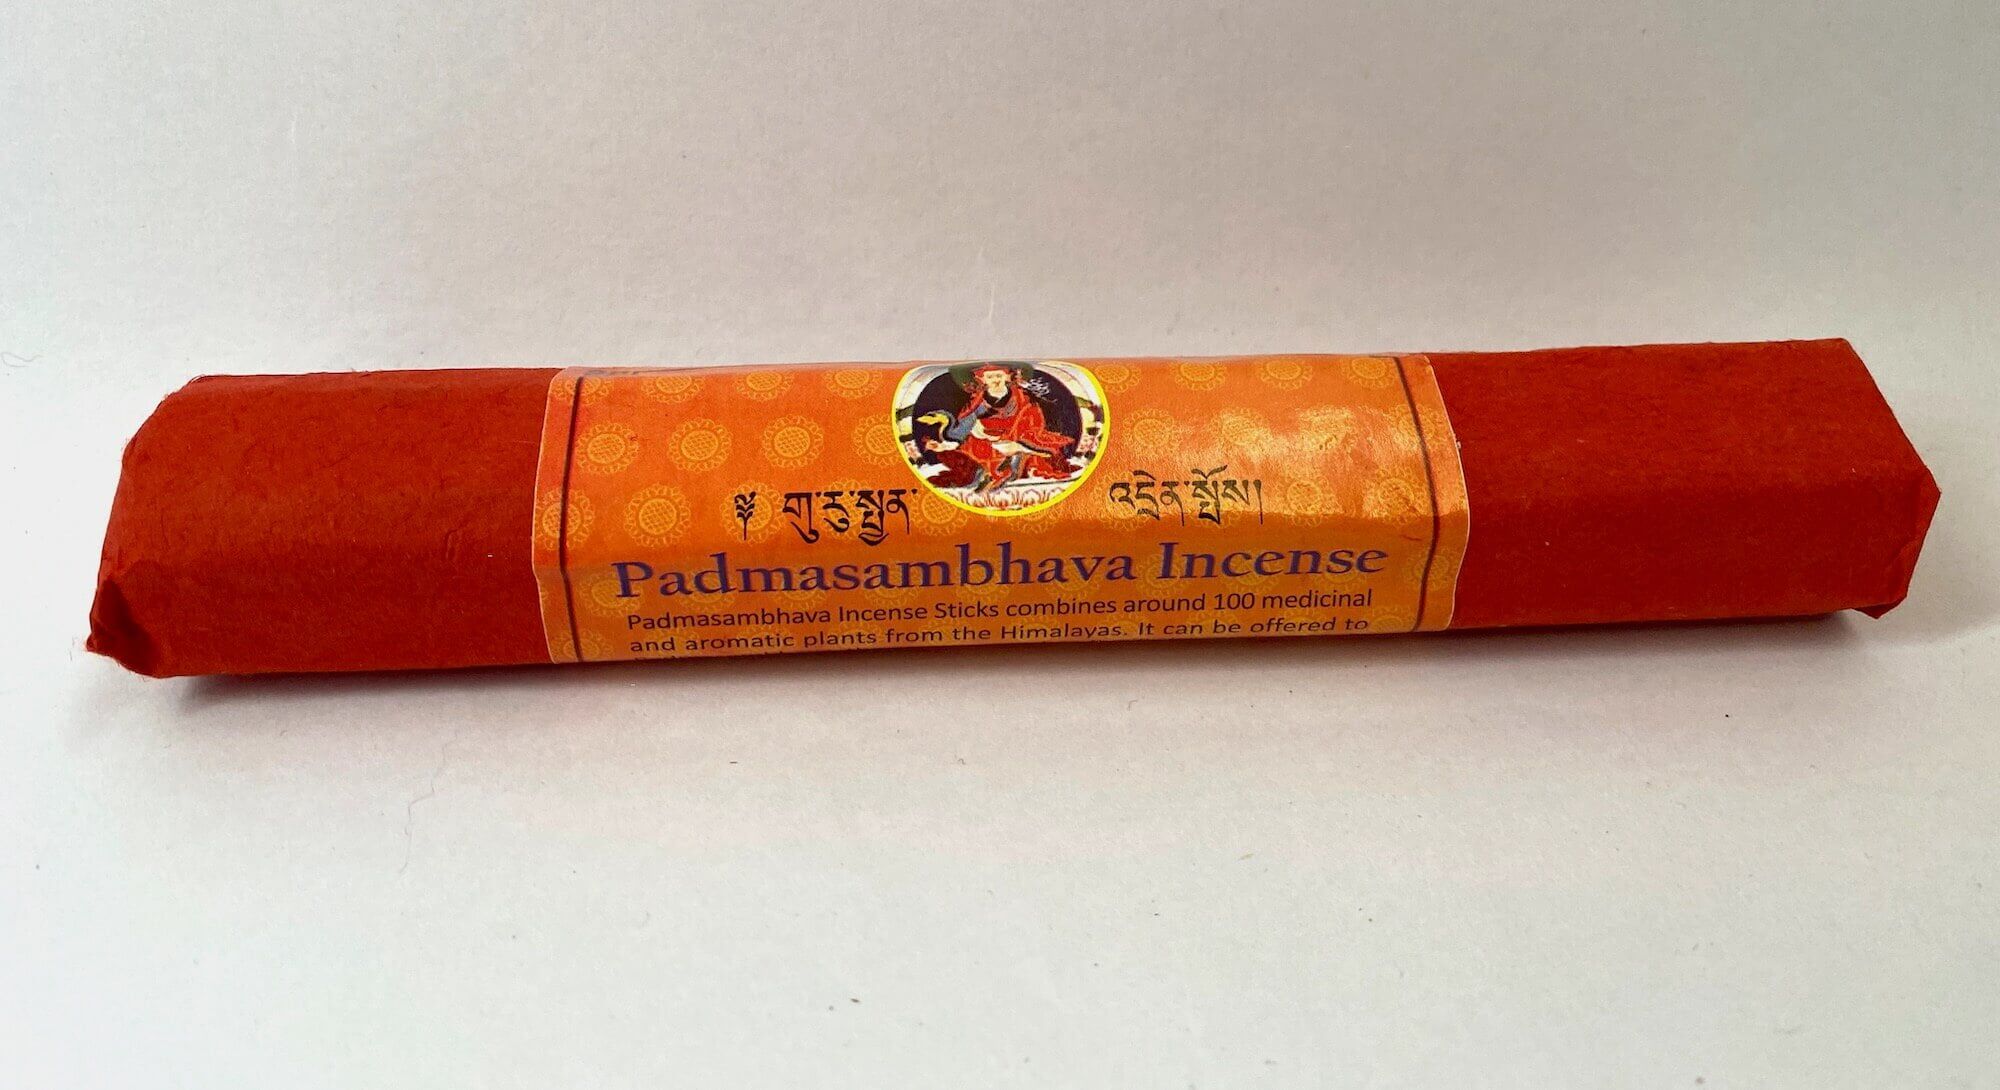 ༈ གུ་རུ་སྤྱན་ འདྲེན་སྤོས།
Padmasambhava Incense
Padmasambhava Incense Sticks combines around 100 medicinal
and aromatic plants from the Himalayas. It can be offered to